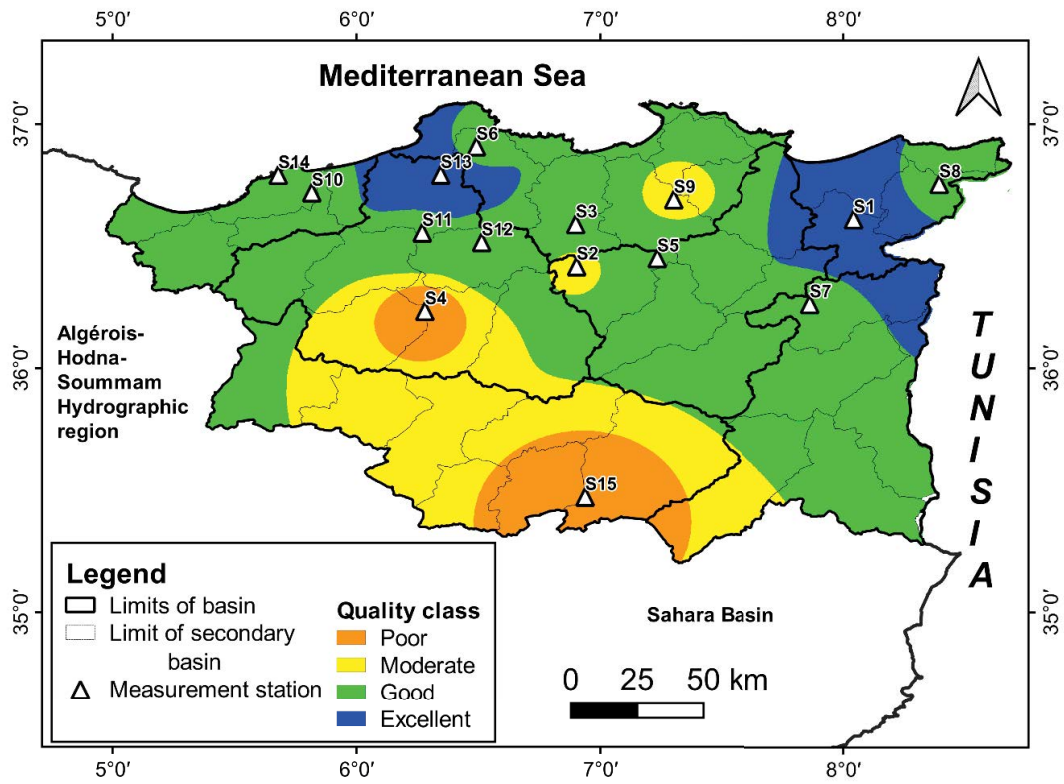 5°0′ 6°0′ 7°0′ 8°0′
Mediterranean Sea
37°0′ 37°0′
S6
S14 S13
S10 S8
S9
S1
S3
S11
S12
S2 S5
S7
S4
Algérois-
Hodna-
Soummam
Hydrographic
region
36°0′ 36°0′
TUNISIA
S15
Legend
Limits of basin
Limit of secondary
basin
Measurement station
Quality class
Poor
Moderate
Good
Excellent
Sahara Basin
0 25 50 km
35°0′ 35°0′
5°0′ 6°0′ 7°0′ 8°0′